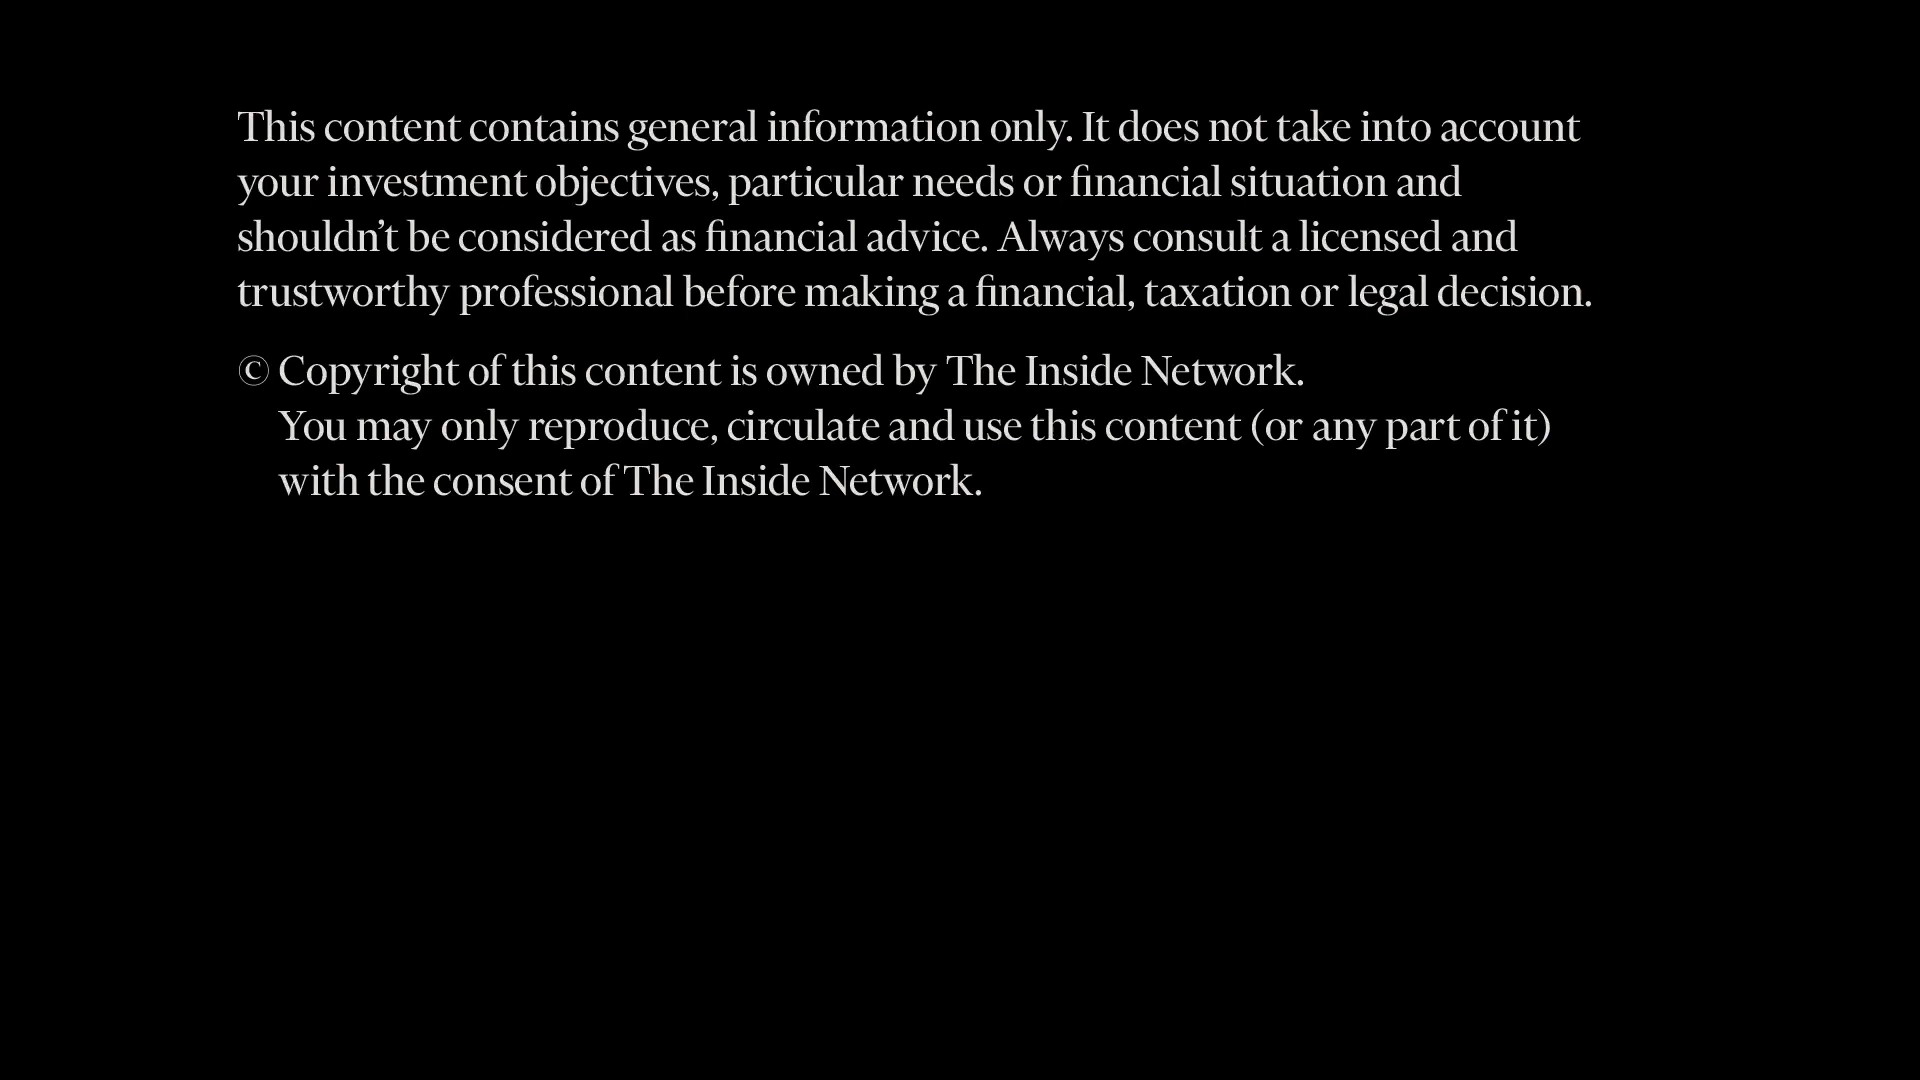 This content contains general information only. It does not take into account
your investment objectives, particular needs or financial situation and
shouldn’t be considered as financial advice. Always consult a licensed and
trustworthy professional before making a financial, taxation or legal decision.
© Copyright of this content is owned by The Inside Network.
You may only reproduce, circulate and use this content (or any part of it)
with the consent of The Inside Network.